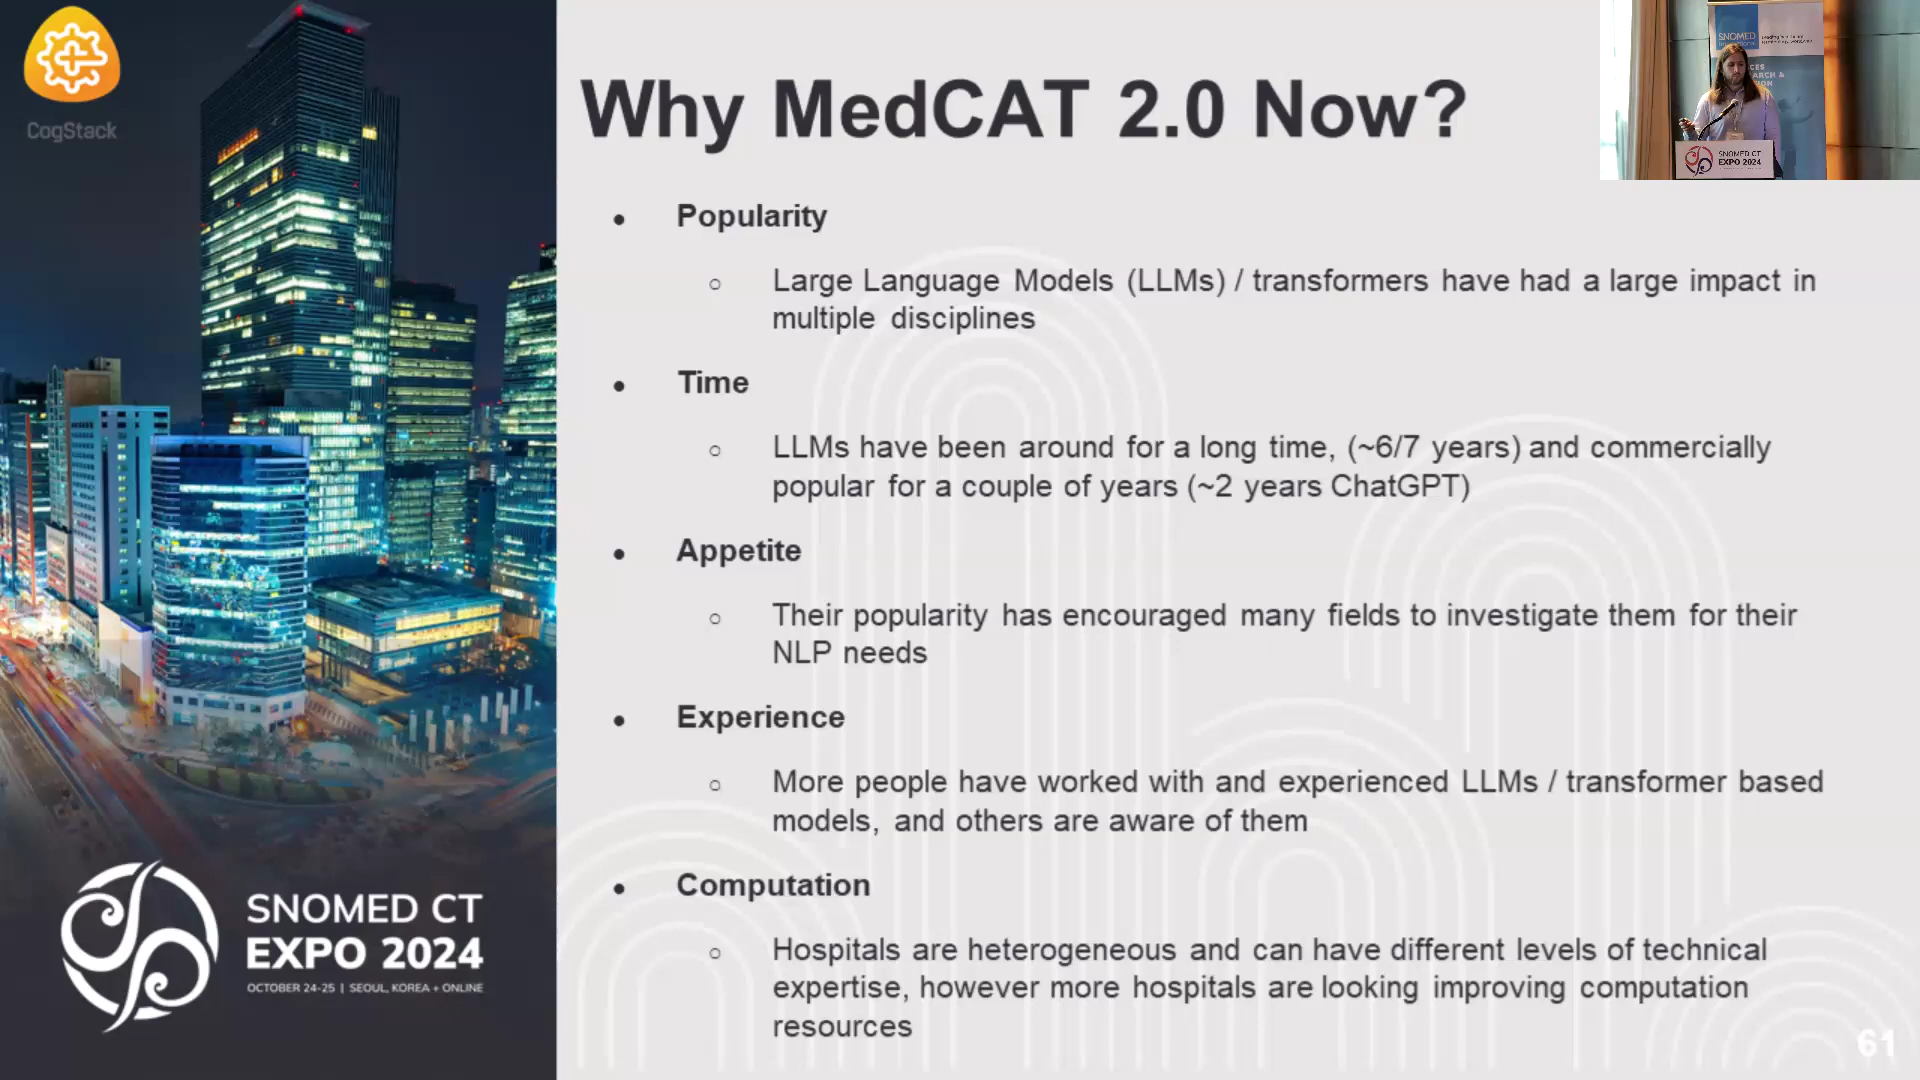 CogStack
Why MedCAT 2.0 Now?
SNOMED
SNOMED CT
EXPO 2024
● Popularity
○ Large Language Models (LLMs) / transformers have had a large impact in
multiple disciplines
● Time
○ LLMs have been around for a long time, (~6/7 years) and commercially
popular for a couple of years (~2 years ChatGPT)
● Appetite
○ Their popularity has encouraged many fields to investigate them for their
NLP needs
● Experience
○ More people have worked with and experienced LLMs / transformer based
models, and others are aware of them
● Computation
○ Hospitals are heterogeneous and can have different levels of technical
expertise, however more hospitals are looking improving computation
resources
SNOMED CT
EXPO 2024
OCTOBER 24-25 | SEOUL, KOREA + ONLINE
61